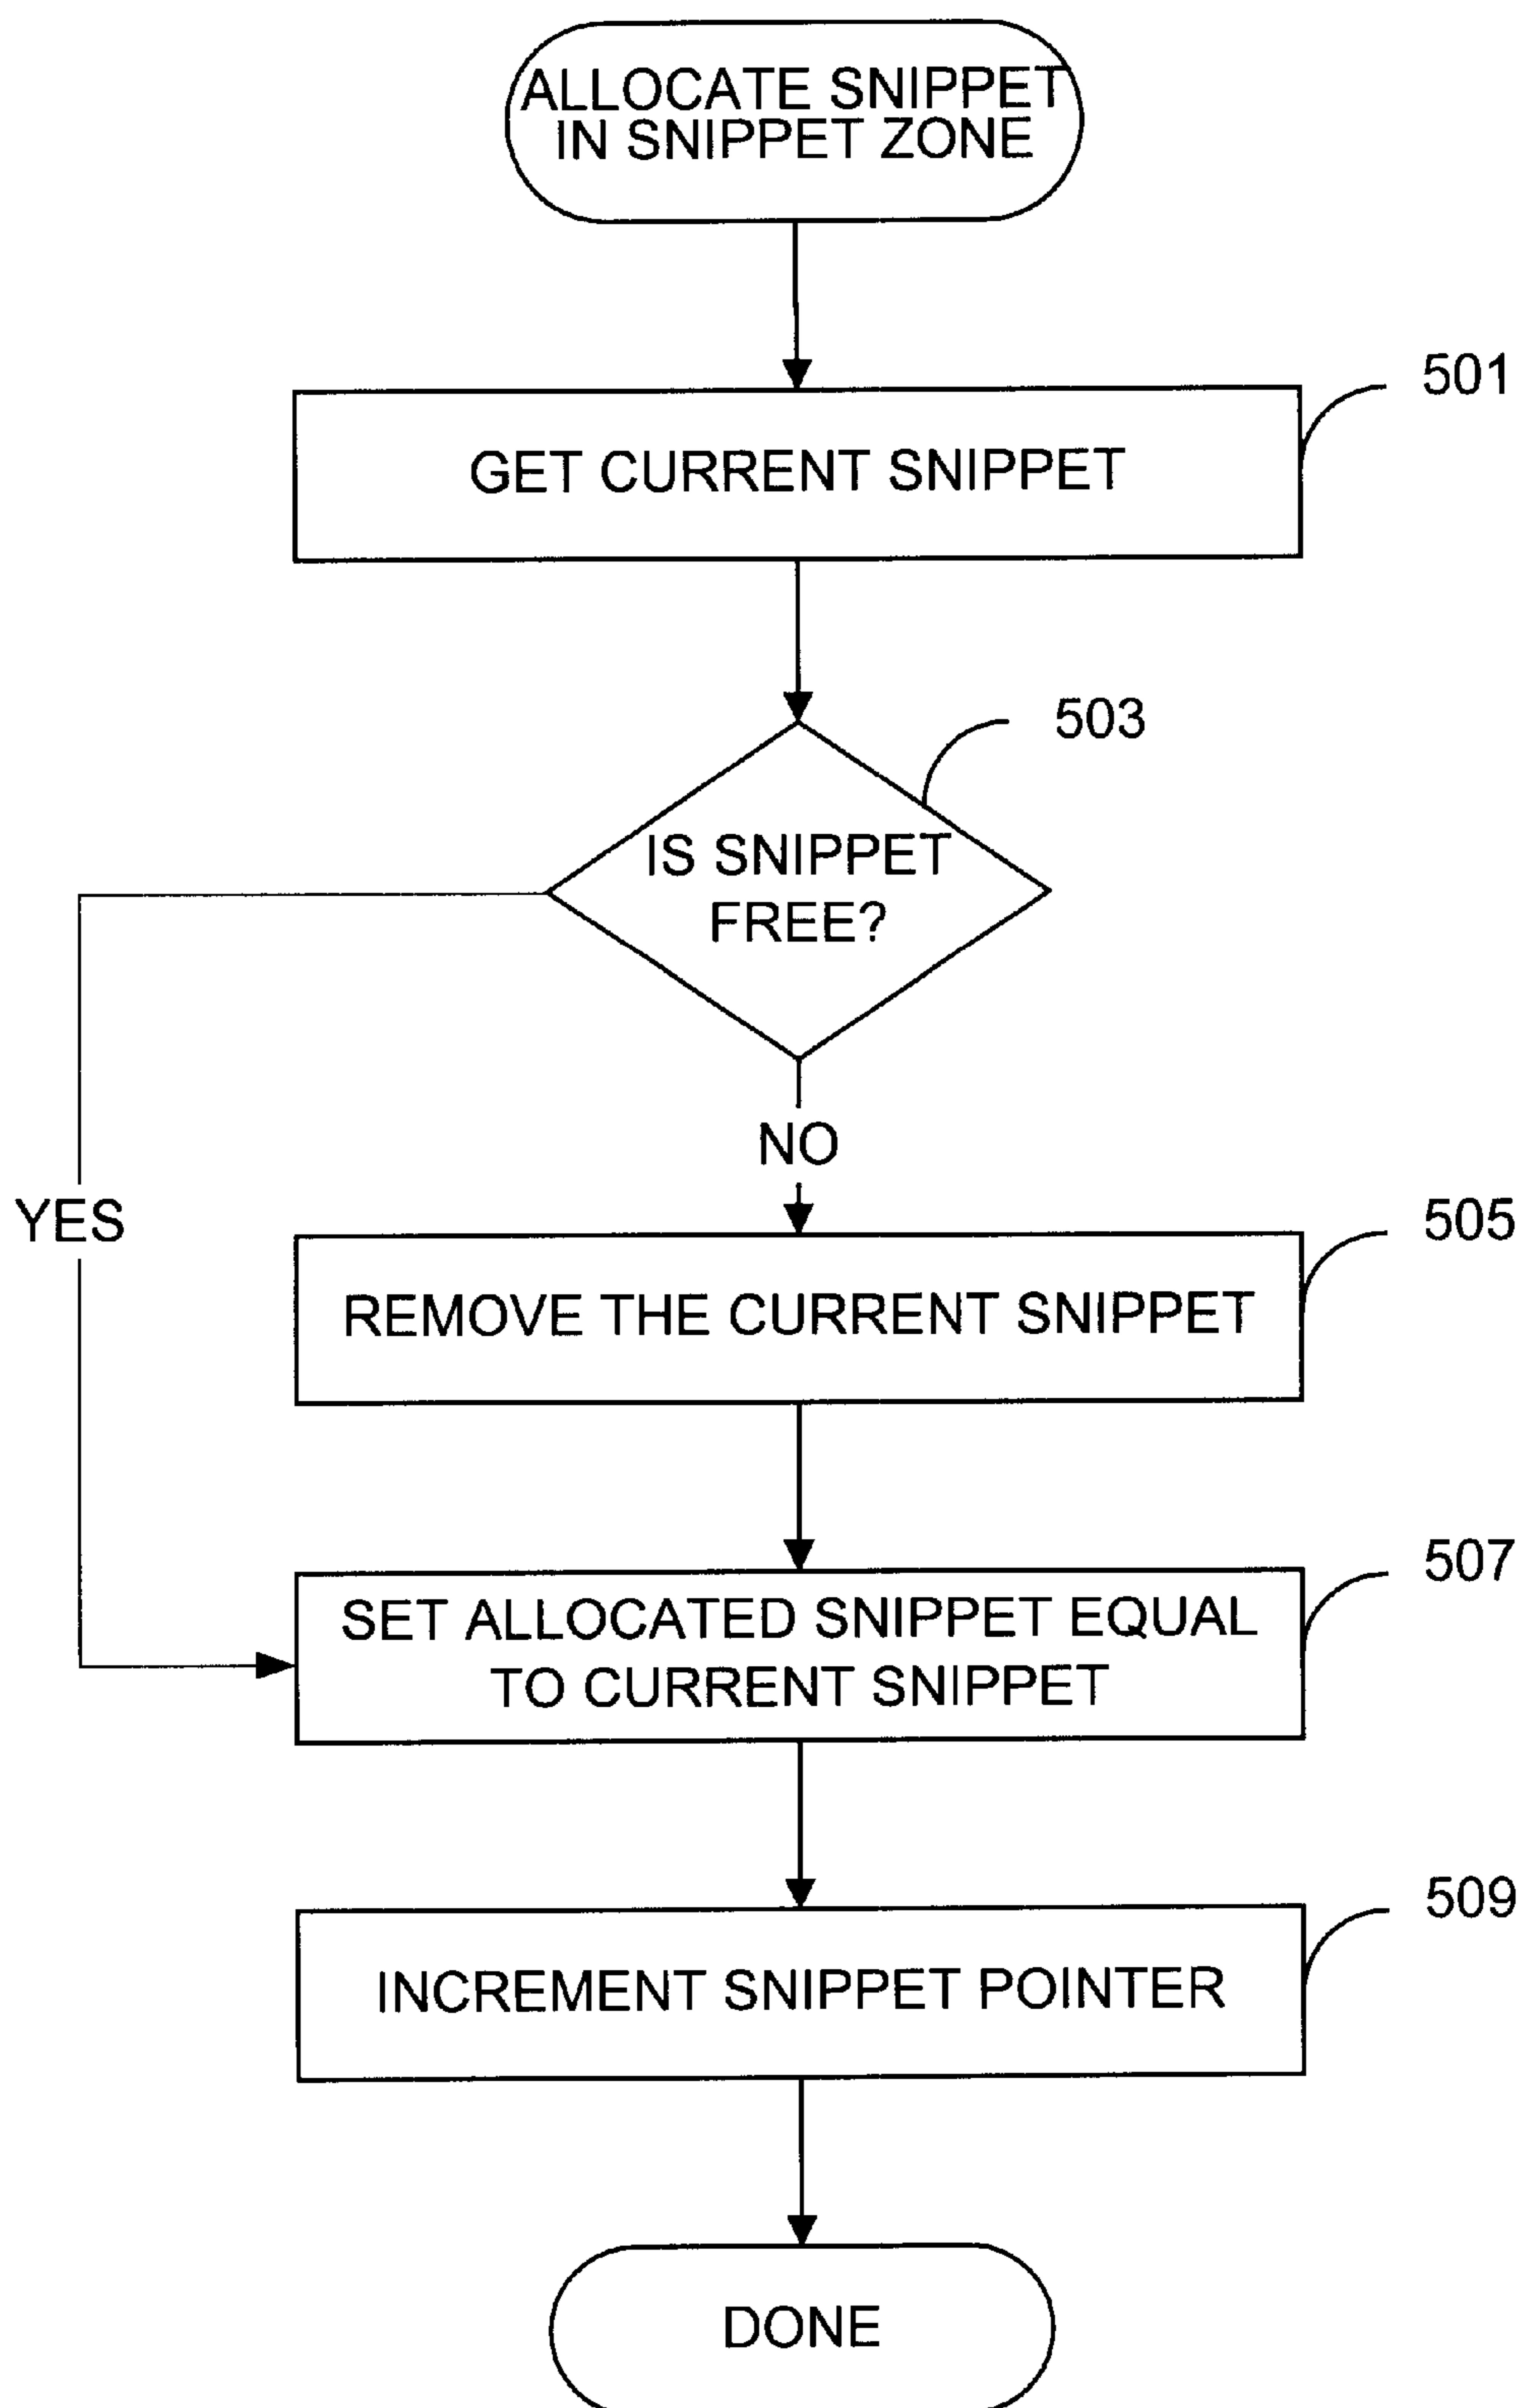 ALLOCATE SNIPPET
IN SNIPPET ZONE
501
GET CURRENT SNIPPET
503
IS SNIPPET
FREE?
NO
YES
505
REMOVE THE CURRENT SNIPPET
507
SET ALLOCATED SNIPPET EQUAL
TO CURRENT SNIPPET
509
INCREMENT SNIPPET POINTER
DONE